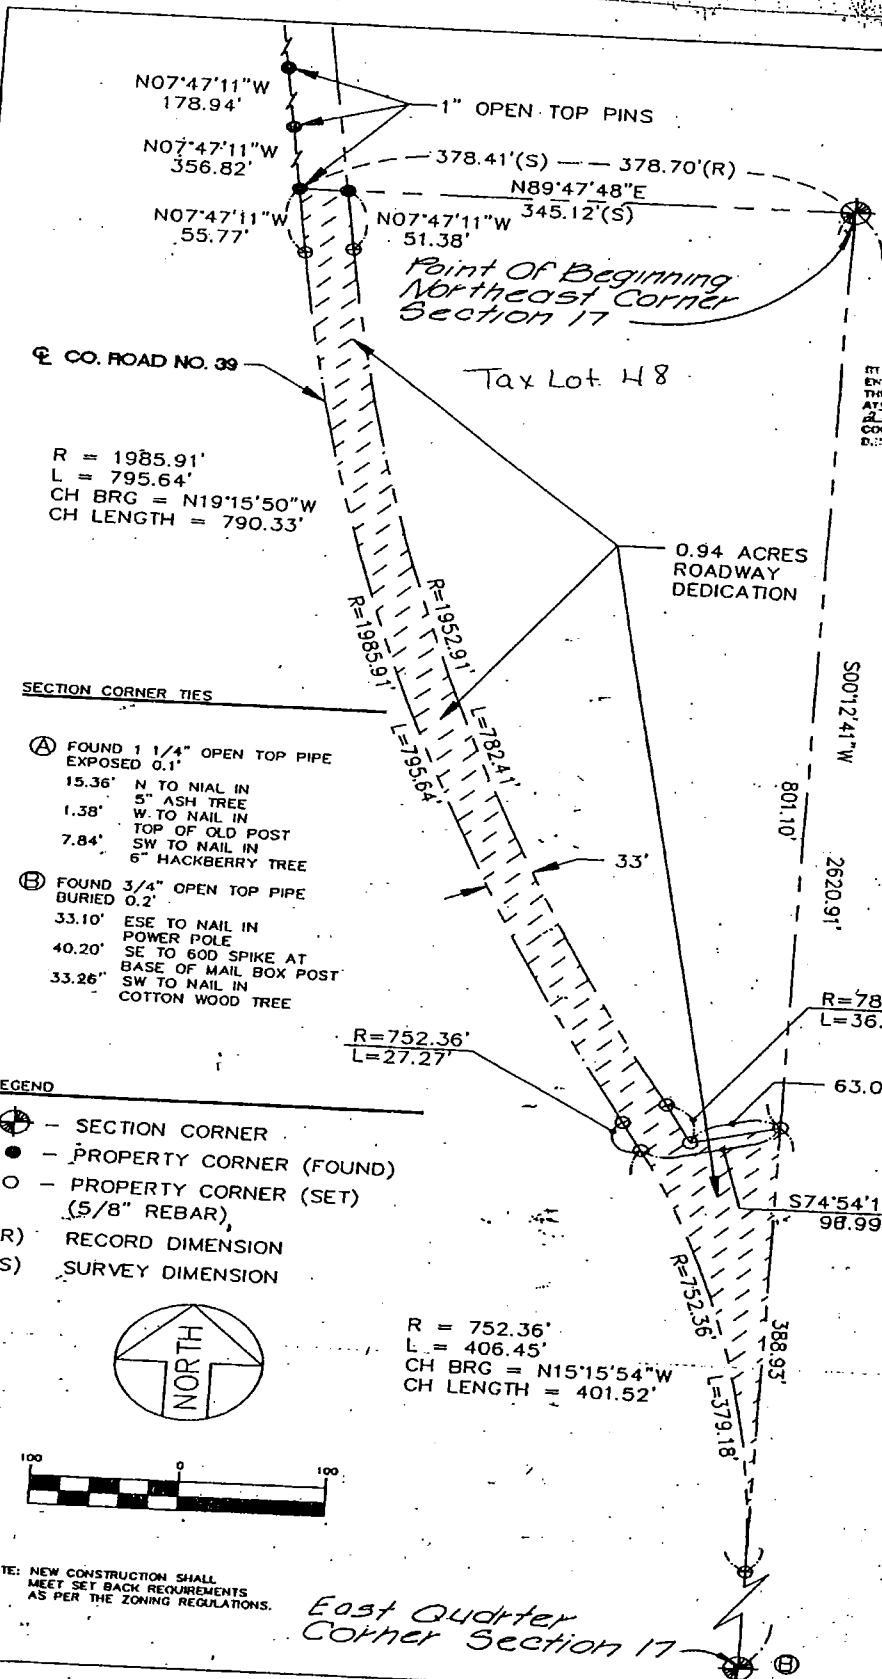 N07°47'11"W
178.94'
1" OPEN TOP PINS
N07°47'11"W
356.82'
378.41'(S) 378.70'(R)
N89°47'48"E
345.12'(S)
N07°47'11"W
55.77'
N07°47'11"W
51.38'
Point Of Beginning
Northeast Corner
Section 17
℄ CO. ROAD NO. 39
Tax Lot H8
R = 1985.91'
L = 795.64'
CH BRG = N19°15'50"W
CH LENGTH = 790.33'
0.94 ACRES
ROADWAY
DEDICATION
R=1985.91'
L=795.64'
R=1952.91'
L=782.41'
S00°12'41"W
801.10'
2620.91'
SECTION CORNER TIES
A FOUND 1 1/4" OPEN TOP PIPE
EXPOSED 0.1'
15.36' N TO NIAL IN
5" ASH TREE
1.38' W. TO NAIL IN
TOP OF OLD POST
7.84' SW TO NAIL IN
6" HACKBERRY TREE
B FOUND 3/4" OPEN TOP PIPE
BURIED 0.2'
33.10' ESE TO NAIL IN
POWER POLE
40.20' SE TO 60D SPIKE AT
BASE OF MAIL BOX POST
33.26" SW TO NAIL IN
COTTON WOOD TREE
33'
R=78
L=36.
R=752.36'
L=27.27'
63.0
EGEND
– SECTION CORNER
– PROPERTY CORNER (FOUND)
– PROPERTY CORNER (SET)
(5/8" REBAR)
R) RECORD DIMENSION
S) SURVEY DIMENSION
S74°54'1
96.99
R=752.36'
L=379.18'
388.93'
NORTH
R = 752.36'
L = 406.45'
CH BRG = N15°15'54"W
CH LENGTH = 401.52'
100 0 100
TE: NEW CONSTRUCTION SHALL
MEET SET BACK REQUIREMENTS
AS PER THE ZONING REGULATIONS.
East Quarter
Corner Section 17
B